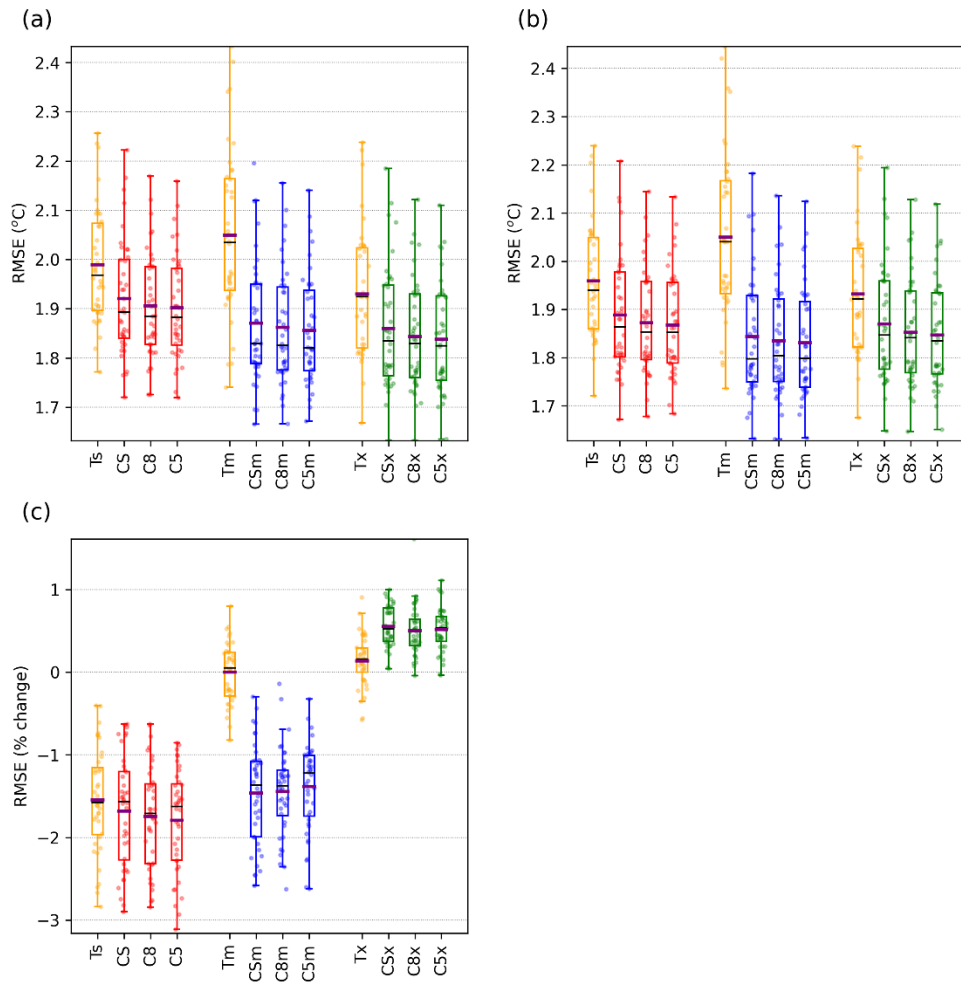 (a)
RMSE (°C)
2.4
2.3
2.2
2.1
2.0
1.9
1.8
1.7
Ts CS C8 C5 Tm CSm C8m C5m Tx CSx C8x C5x
(b)
RMSE (°C)
2.4
2.3
2.2
2.1
2.0
1.9
1.8
1.7
Ts CS C8 C5 Tm CSm C8m C5m Tx CSx C8x C5x
(c)
RMSE (% change)
1
0
−1
−2
−3
Ts CS C8 C5 Tm CSm C8m C5m Tx CSx C8x C5x